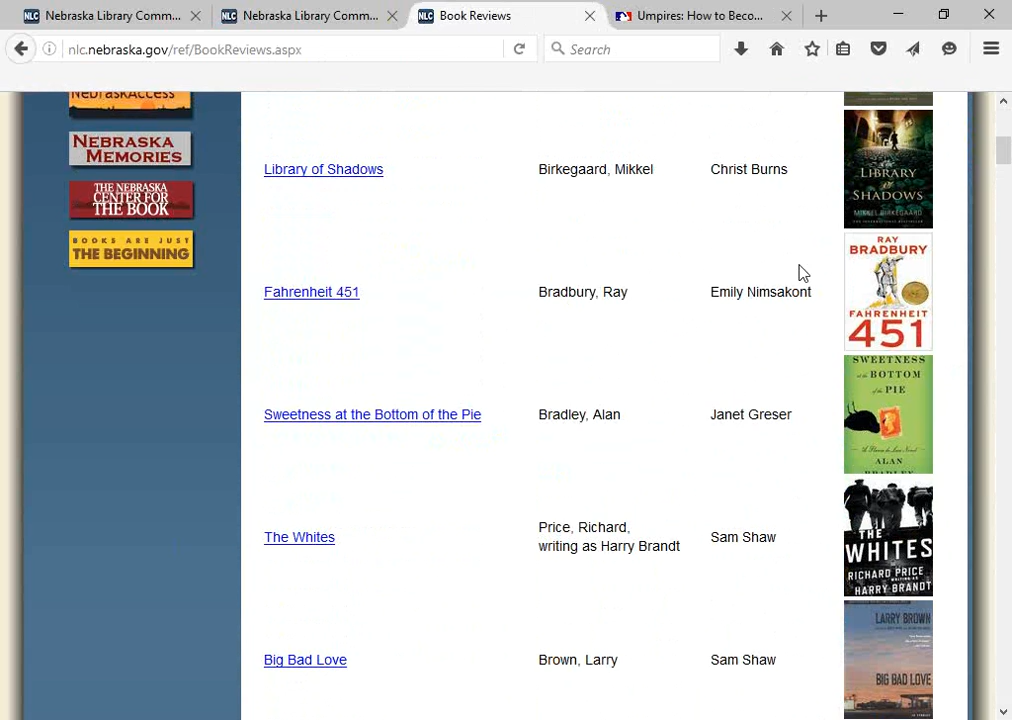 NLC Nebraska Library Comm...
NLC Nebraska Library Comm...
NLC Book Reviews
Umpires: How to Beco...
nlc.nebraska.gov/ref/BookReviews.aspx
Search
NebraskAccess
NEBRASKA
MEMORIES
THE NEBRASKA
CENTER FOR
THE BOOK
BOOKS ARE JUST
THE BEGINNING
Library of Shadows
Birkegaard, Mikkel
Christ Burns
LIBRARY
OF
SHADOWS
MIKKEL BIRKEGAARD
Fahrenheit 451
Bradbury, Ray
Emily Nimsakont
RAY
BRADBURY
FAHRENHEIT
451
Sweetness at the Bottom of the Pie
Bradley, Alan
Janet Greser
SWEETNESS
at the BOTTOM
of the PIE
ALAN
BRADLEY
The Whites
Price, Richard,
writing as Harry Brandt
Sam Shaw
THE
WHITES
RICHARD PRICE
WRITING AS
HARRY BRANDT
Big Bad Love
Brown, Larry
Sam Shaw
LARRY BROWN
BIG BAD LOVE